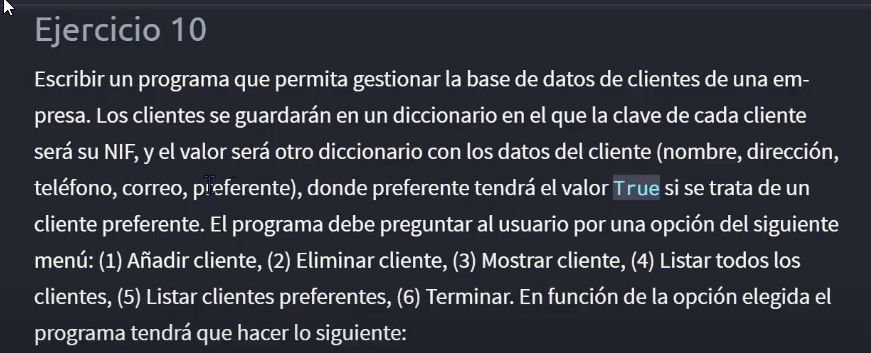 Ejercicio 10
Escribir un programa que permita gestionar la base de datos de clientes de una em-
presa. Los clientes se guardarán en un diccionario en el que la clave de cada cliente
será su NIF, y el valor será otro diccionario con los datos del cliente (nombre, dirección,
teléfono, correo, preferente), donde preferente tendrá el valor True si se trata de un
cliente preferente. El programa debe preguntar al usuario por una opción del siguiente
menú: (1) Añadir cliente, (2) Eliminar cliente, (3) Mostrar cliente, (4) Listar todos los
clientes, (5) Listar clientes preferentes, (6) Terminar. En función de la opción elegida el
programa tendrá que hacer lo siguiente: